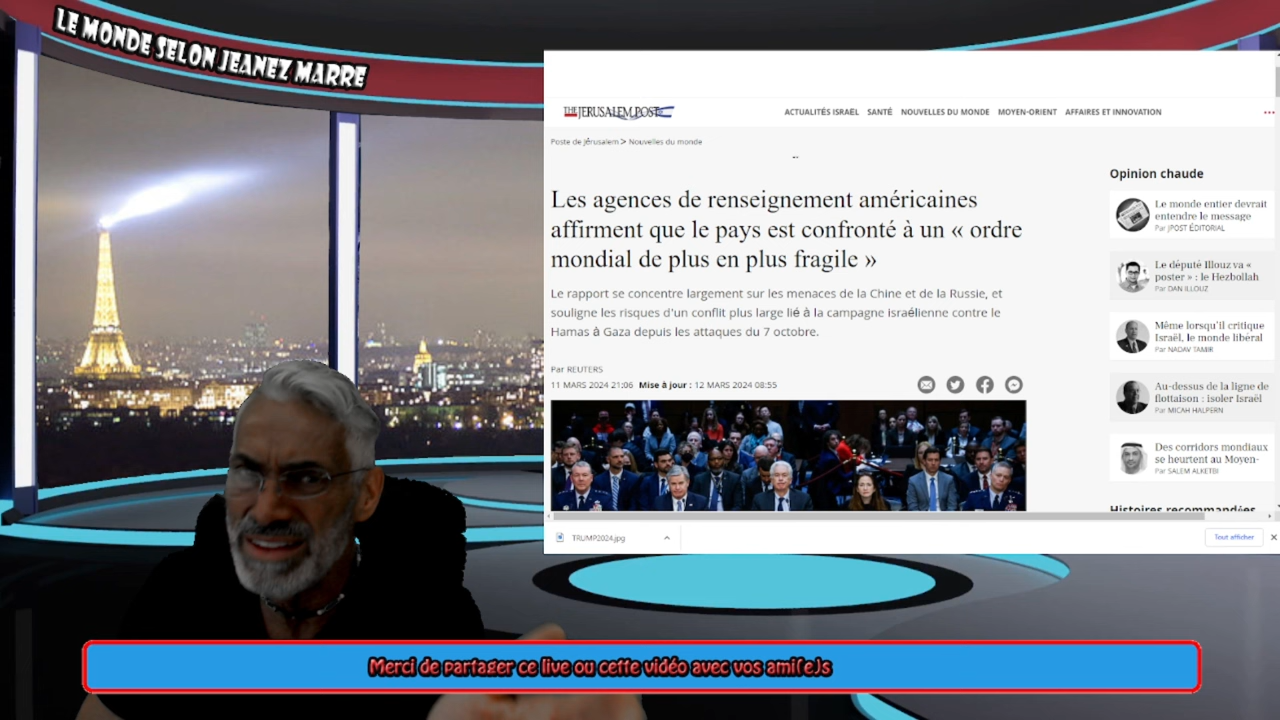 LE MONDE SELON JEANEZ MARRE
THE JERUSALEM POST
ACTUALITÉS ISRAËL SANTÉ NOUVELLES DU MONDE MOYEN-ORIENT AFFAIRES ET INNOVATION
Poste de Jérusalem > Nouvelles du monde
Les agences de renseignement américaines
affirment que le pays est confronté à un « ordre
mondial de plus en plus fragile »
Le rapport se concentre largement sur les menaces de la Chine et de la Russie, et
souligne les risques d'un conflit plus large lié à la campagne israélienne contre le
Hamas à Gaza depuis les attaques du 7 octobre.
Par REUTERS
11 MARS 2024 21:06 Mise à jour : 12 MARS 2024 08:55
Opinion chaude
Le monde entier devrait
entendre le message
Par JPOST ÉDITORIAL
Le député Illouz va «
poster » : le Hezbollah
Par DAN ILLOUZ
Même lorsqu'il critique
Israël, le monde libéral
Par NADAV TAMIR
Au-dessus de la ligne de
flottaison : isoler Israël
Par MICAH HALPERN
Des corridors mondiaux
se heurtent au Moyen-
Par SALEM ALKETBI
Histoires recommandées
TRUMP2024.jpg
Tout afficher
Merci de partager ce live ou cette vidéo avec vos ami(e)s